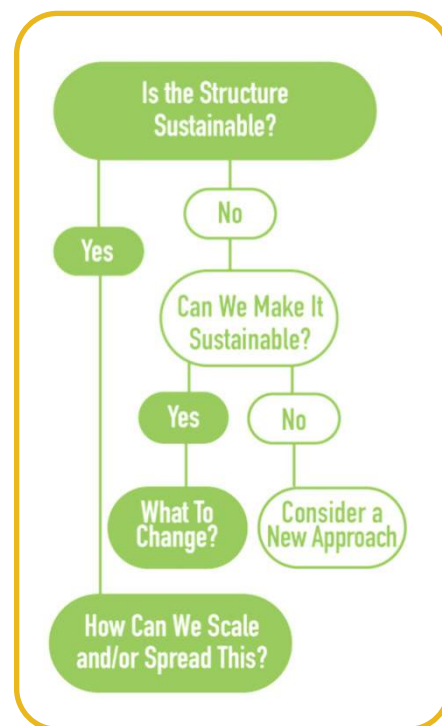 Is the Structure
Sustainable?
No
Yes
Can We Make It
Sustainable?
Yes
No
What To
Change?
Consider a
New Approach
How Can We Scale
and/or Spread This?